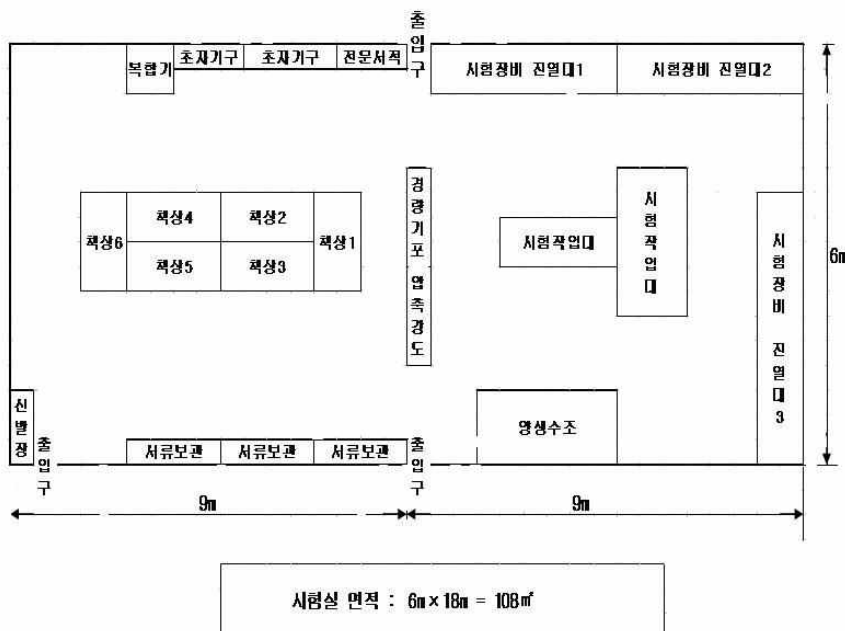 출입구
복합기
초자기구
초자기구
전문서적
시험장비 진열대1
시험장비 진열대2
책상6
책상4
책상2
책상1
책상5
책상3
경량기포 압축강도
시험작업대
시험작업대
시험장비 진열대3
6m
신발장
출입구
서류보관
서류보관
서류보관
출입구
양생수조
9m
9m
시험실 면적 : 6m×18m = 108㎡